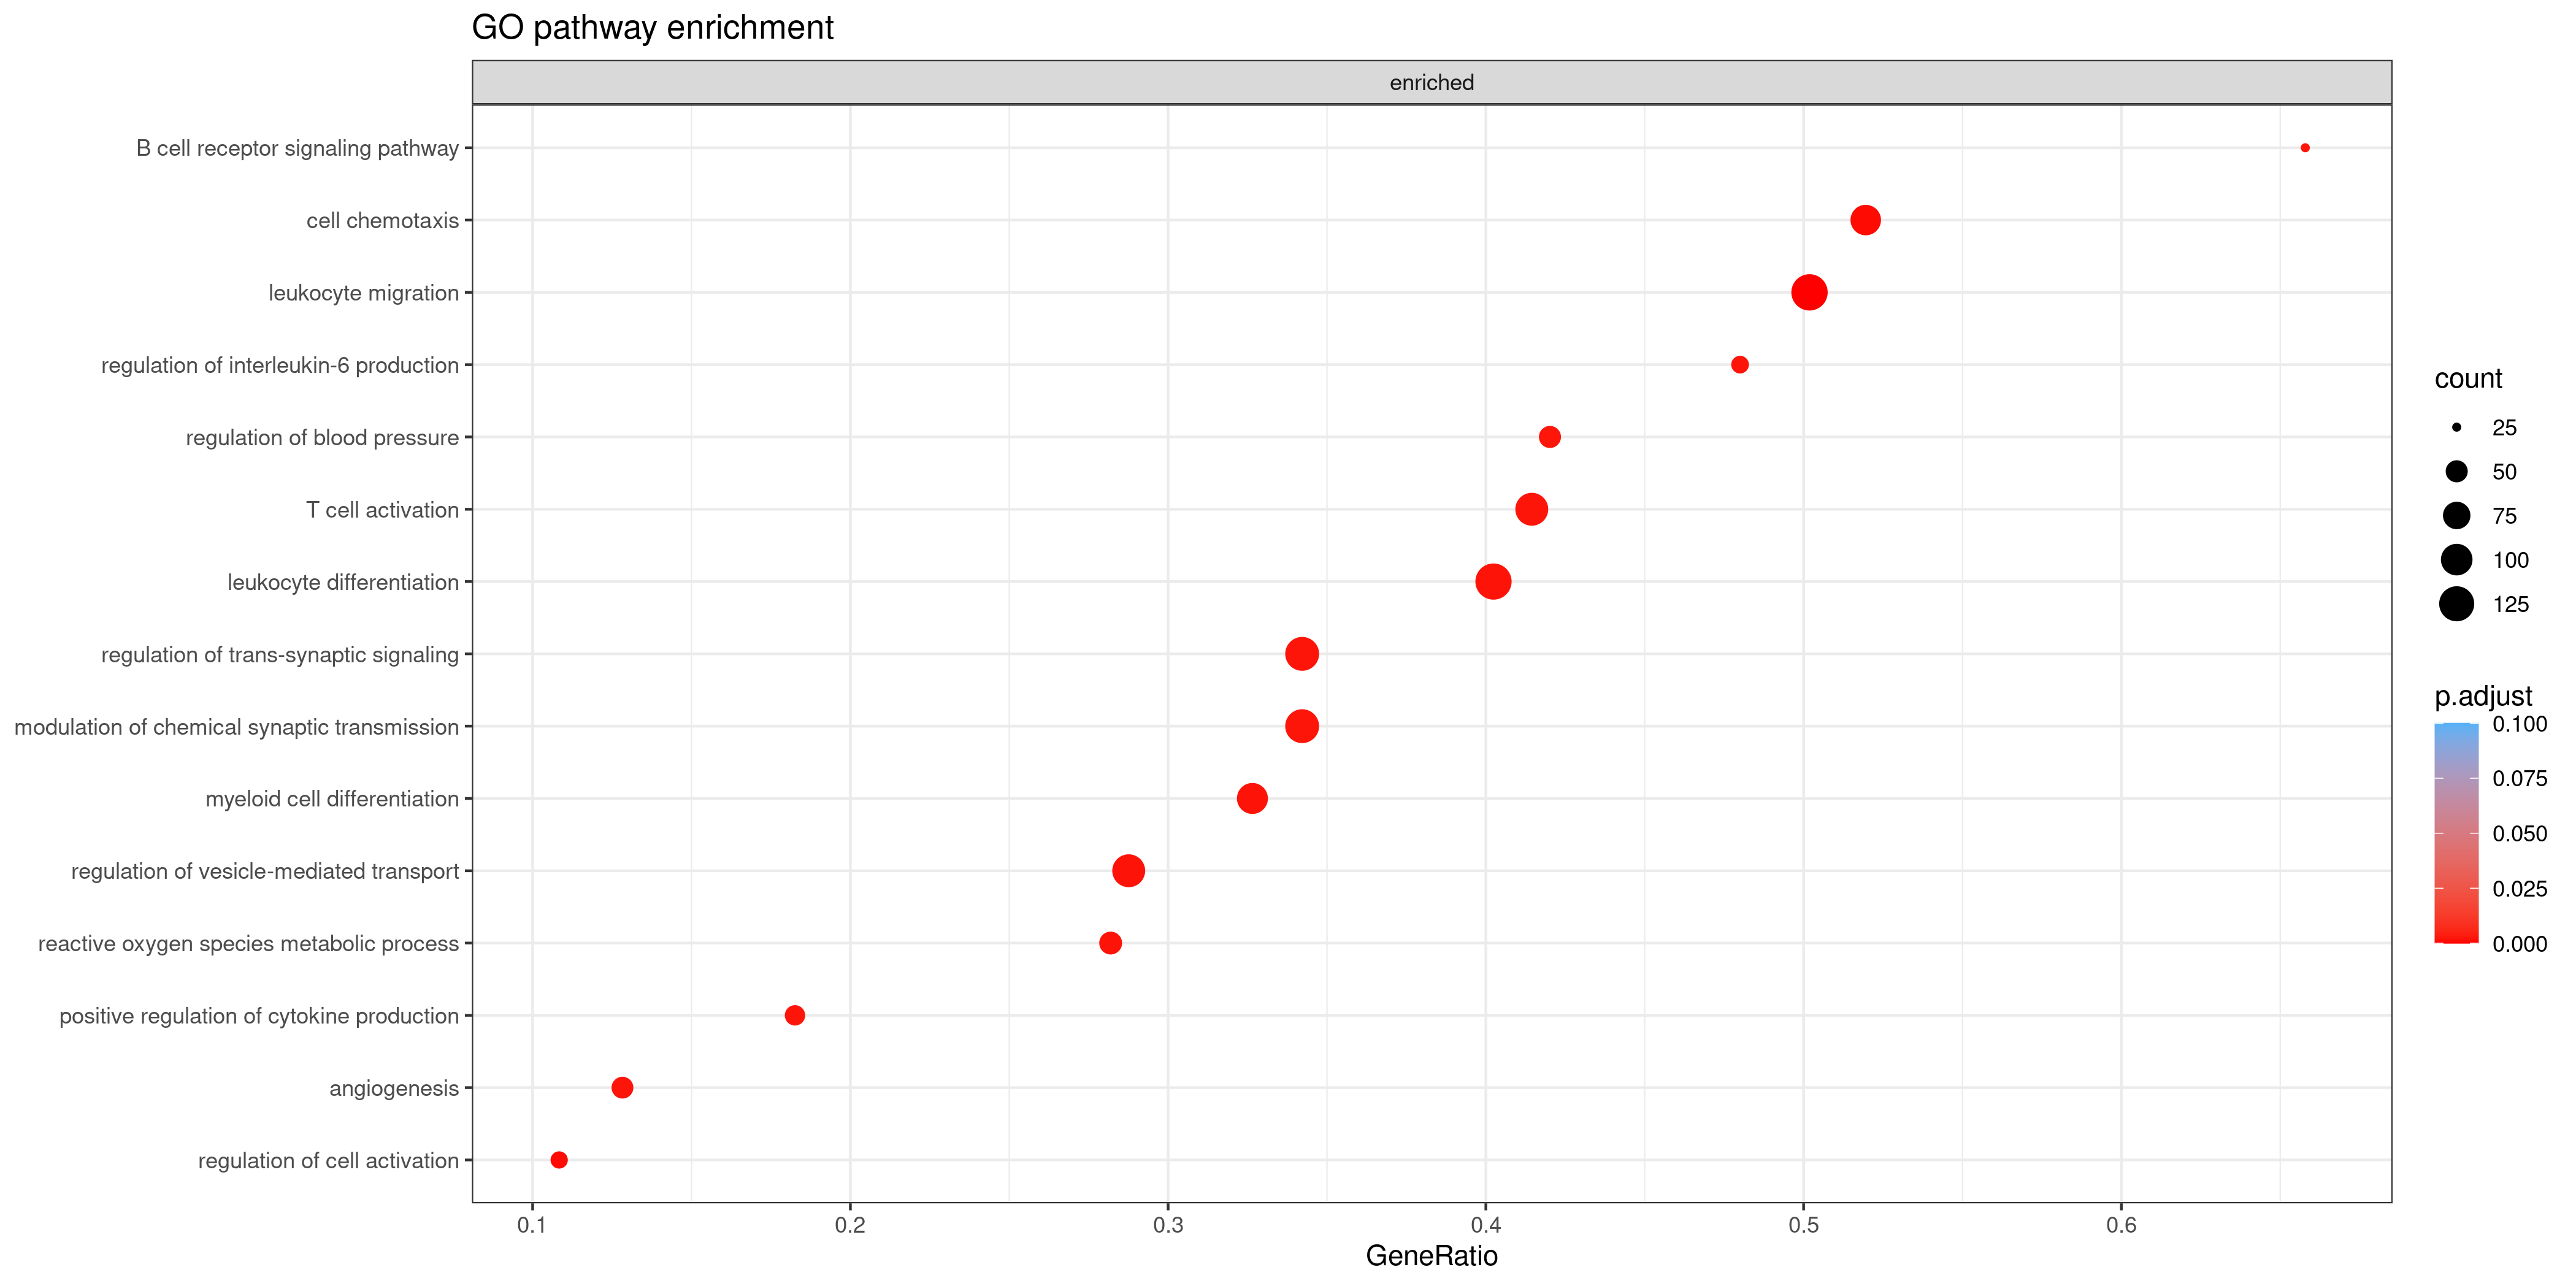 GO pathway enrichment
enriched
B cell receptor signaling pathway
cell chemotaxis
leukocyte migration
regulation of interleukin-6 production
regulation of blood pressure
T cell activation
leukocyte differentiation
regulation of trans-synaptic signaling
modulation of chemical synaptic transmission
myeloid cell differentiation
regulation of vesicle-mediated transport
reactive oxygen species metabolic process
positive regulation of cytokine production
angiogenesis
regulation of cell activation
0.1 0.2 0.3 0.4 0.5 0.6
GeneRatio
count
25
50
75
100
125
p.adjust
0.100
0.075
0.050
0.025
0.000